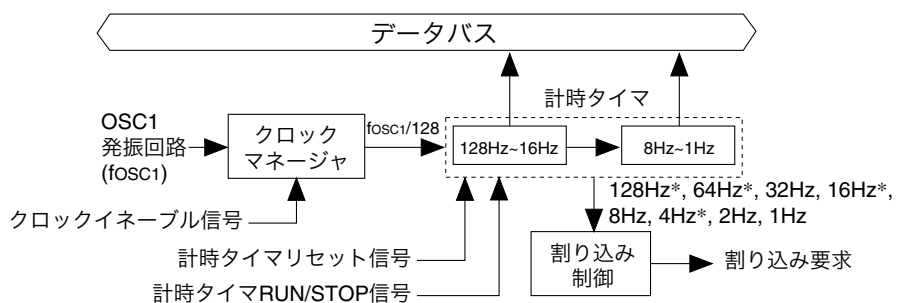 データバス
計時タイマ
OSC1
発振回路
(fOSC1)
クロック
マネージャ
fOSC1/128
128Hz~16Hz
8Hz~1Hz
128Hz*, 64Hz*, 32Hz, 16Hz*,
8Hz, 4Hz*, 2Hz, 1Hz
クロックイネーブル信号
計時タイマリセット信号
計時タイマRUN/STOP信号
割り込み
制御
割り込み要求